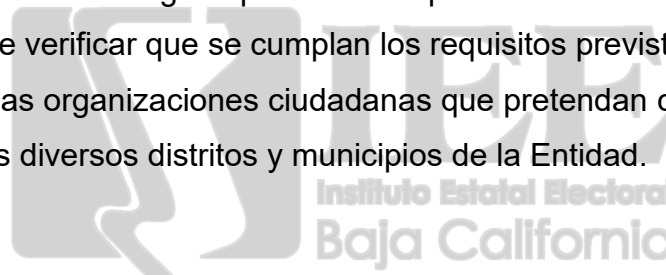 e verificar que se cumplan los requisitos previst
as organizaciones ciudadanas que pretendan
s diversos distritos y municipios de la Entidad.
IEE
Instituto Estatal Electoral
Baja California